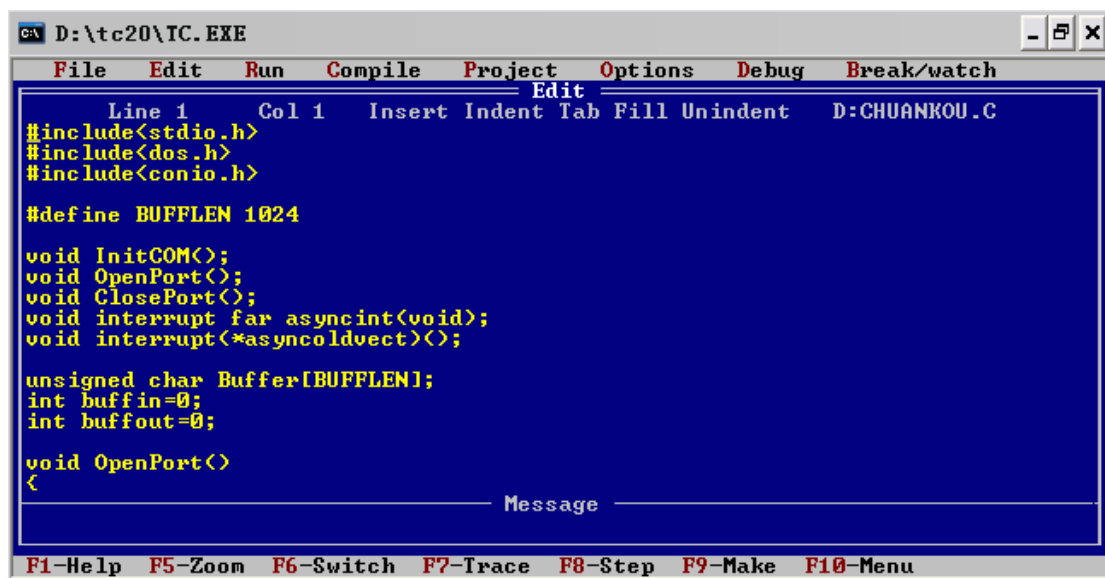 D:\tc20\TC.EXE
File Edit Run Compile Project Options Debug Break/watch
Edit
Line 1 Col 1 Insert Indent Tab Fill Unindent D:CHUANKOU.C
#include<stdio.h>
#include<dos.h>
#include<conio.h>
#define BUFFLEN 1024
void InitCOM();
void OpenPort();
void ClosePort();
void interrupt far asyncint(void);
void interrupt(*asyncoldvect)();
unsigned char Buffer[BUFFLEN];
int buffin=0;
int buffout=0;
void OpenPort()
{
Message
F1-Help F5-Zoom F6-Switch F7-Trace F8-Step F9-Make F10-Menu